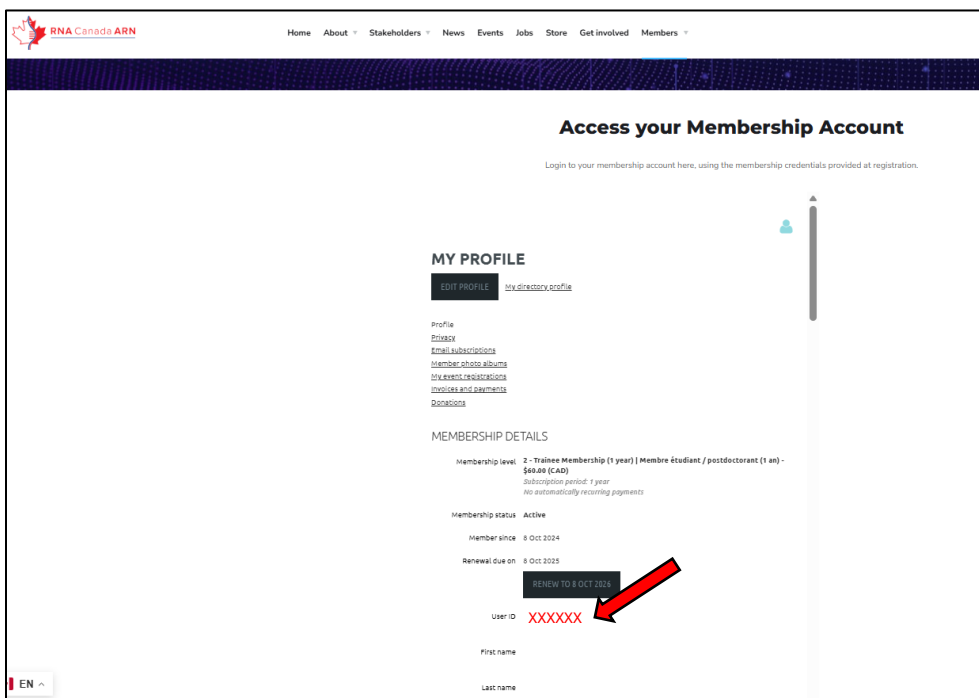 RNA Canada ARN
Home About Stakeholders News Events Jobs Store Get involved Members
Access your Membership Account
Login to your membership account here, using the membership credentials provided at registration.
MY PROFILE
EDIT PROFILE My directory profile
Profile
Privacy
Email subscriptions
Member photo albums
My event registrations
Invoices and payments
Donations
MEMBERSHIP DETAILS
Membership level 2 - Trainee Membership (1 year) | Membre étudiant / postdoctorant (1 an) -
$60.00 (CAD)
Subscription period: 1 year
No automatically recurring payments
Membership status Active
Member since 8 Oct 2024
Renewal due on 8 Oct 2025
RENEW TO 8 OCT 2026
User ID XXXXXX
First name
Last name
EN